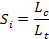 S_i = L_c / L_t